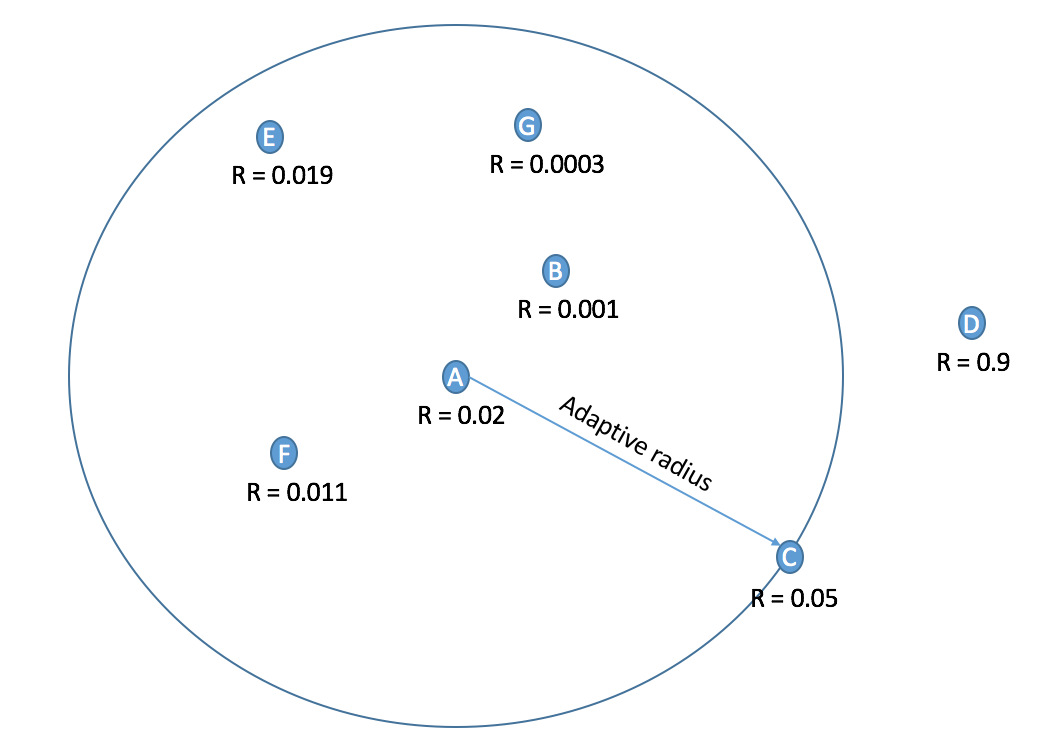 E
R = 0.019
G
R = 0.0003
B
R = 0.001
D
R = 0.9
A
R = 0.02
Adaptive radius
F
R = 0.011
C
R = 0.05